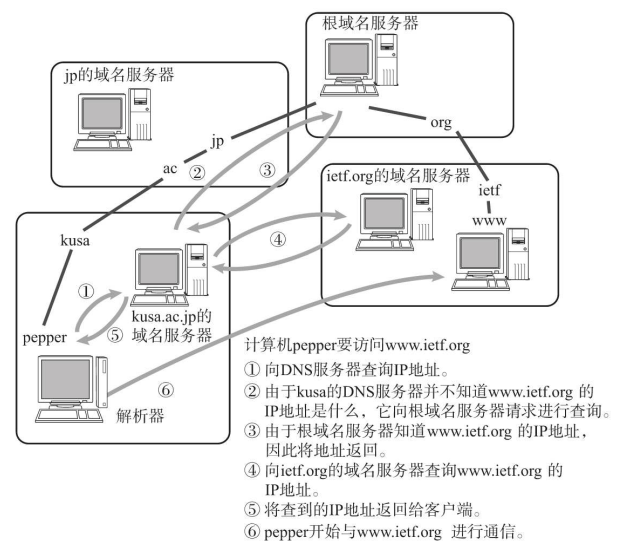 根域名服务器
jp的域名服务器
org
jp
ac
②
③
ietf.org的域名服务器
ietf
www
kusa
④
①
kusa.ac.jp的
域名服务器
⑤
pepper
⑥
解析器
计算机pepper要访问www.ietf.org
① 向DNS服务器查询IP地址。
② 由于kusa的DNS服务器并不知道www.ietf.org 的
IP地址是什么，它向根域名服务器请求进行查询。
③ 由于根域名服务器知道www.ietf.org 的IP地址，
因此将地址返回。
④ 向ietf.org的域名服务器查询www.ietf.org 的
IP地址。
⑤ 将查到的IP地址返回给客户端。
⑥ pepper开始与www.ietf.org 进行通信。